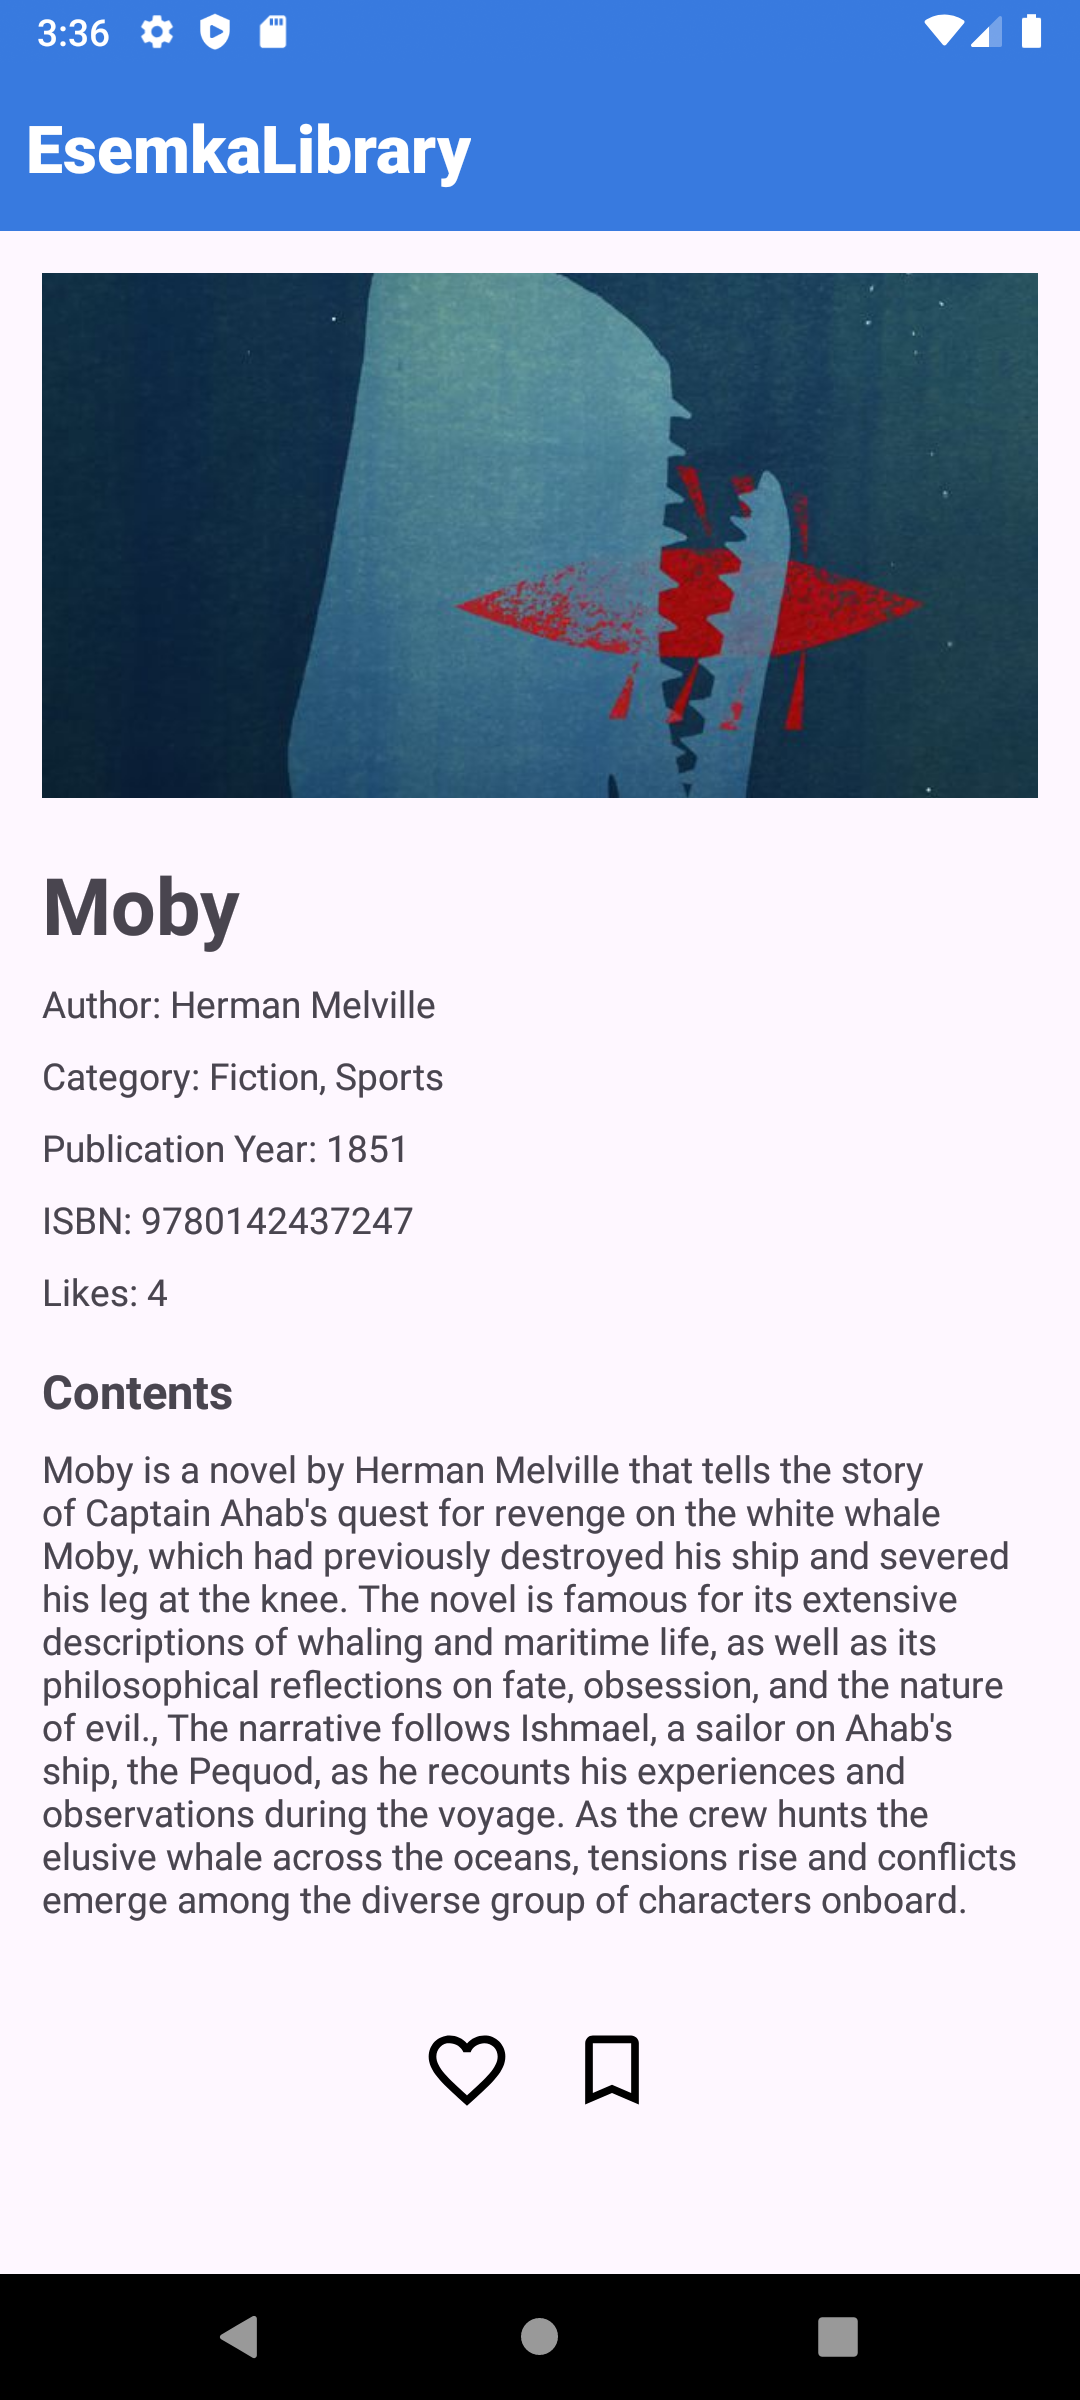 3:36
EsemkaLibrary
Moby
Author: Herman Melville
Category: Fiction, Sports
Publication Year: 1851
ISBN: 9780142437247
Likes: 4
Contents
Moby is a novel by Herman Melville that tells the story
of Captain Ahab's quest for revenge on the white whale
Moby, which had previously destroyed his ship and severed
his leg at the knee. The novel is famous for its extensive
descriptions of whaling and maritime life, as well as its
philosophical reflections on fate, obsession, and the nature
of evil., The narrative follows Ishmael, a sailor on Ahab's
ship, the Pequod, as he recounts his experiences and
observations during the voyage. As the crew hunts the
elusive whale across the oceans, tensions rise and conflicts
emerge among the diverse group of characters onboard.